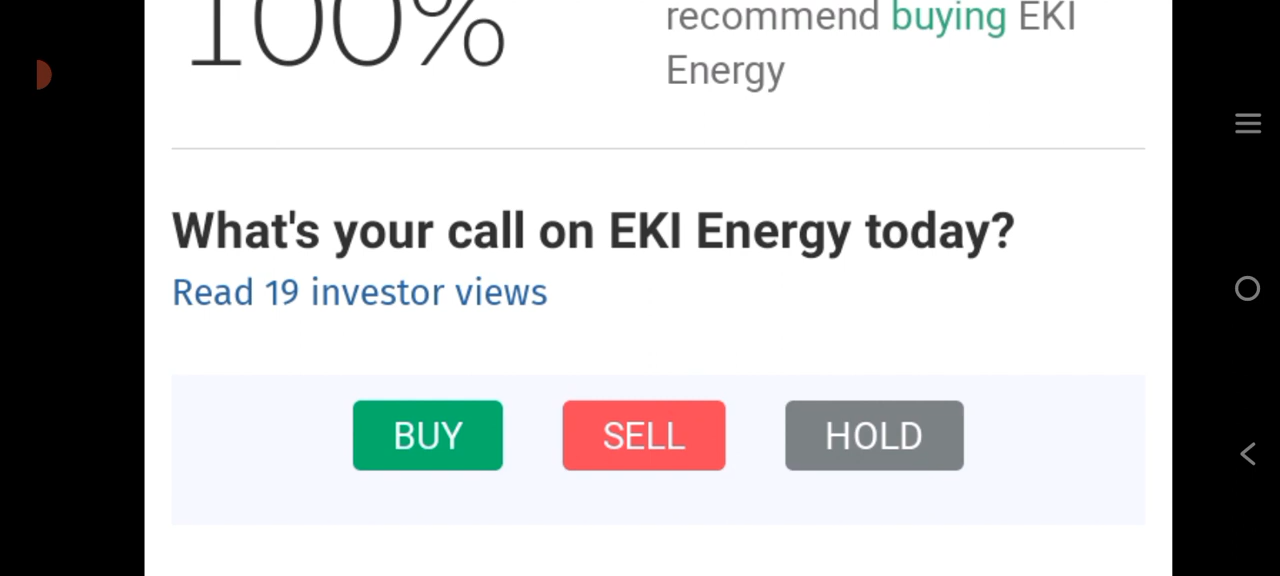 100%
recommend buying EKI
Energy
What's your call on EKI Energy today?
Read 19 investor views
BUY SELL HOLD